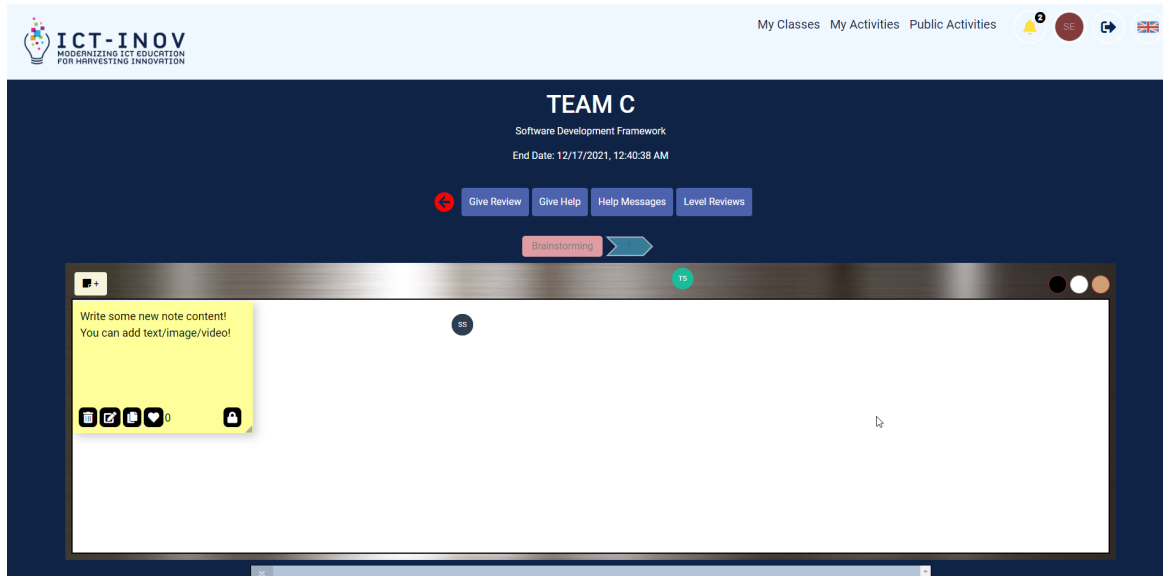 ICT-INOV
MODERNIZING ICT EDUCATION
FOR HARVESTING INNOVATION
My Classes My Activities Public Activities
2
SE
TEAM C
Software Development Framework
End Date: 12/17/2021, 12:40:38 AM
Give Review Give Help Help Messages Level Reviews
Brainstorming
+
TS
Write some new note content!
You can add text/image/video!
SS
0